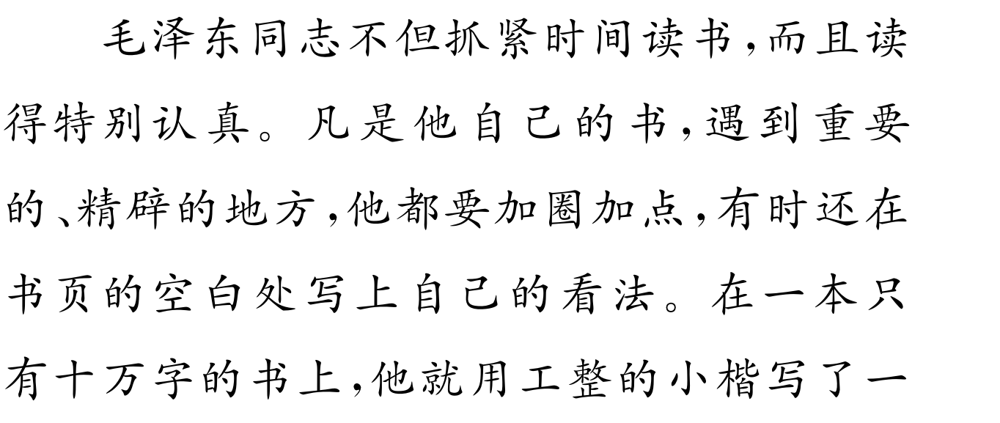 毛泽东同志不但抓紧时间读书,而且读
得特别认真。凡是他自己的书,遇到重要
的、精辟的地方,他都要加圈加点,有时还在
书页的空白处写上自己的看法。在一本只
有十万字的书上,他就用工整的小楷写了一